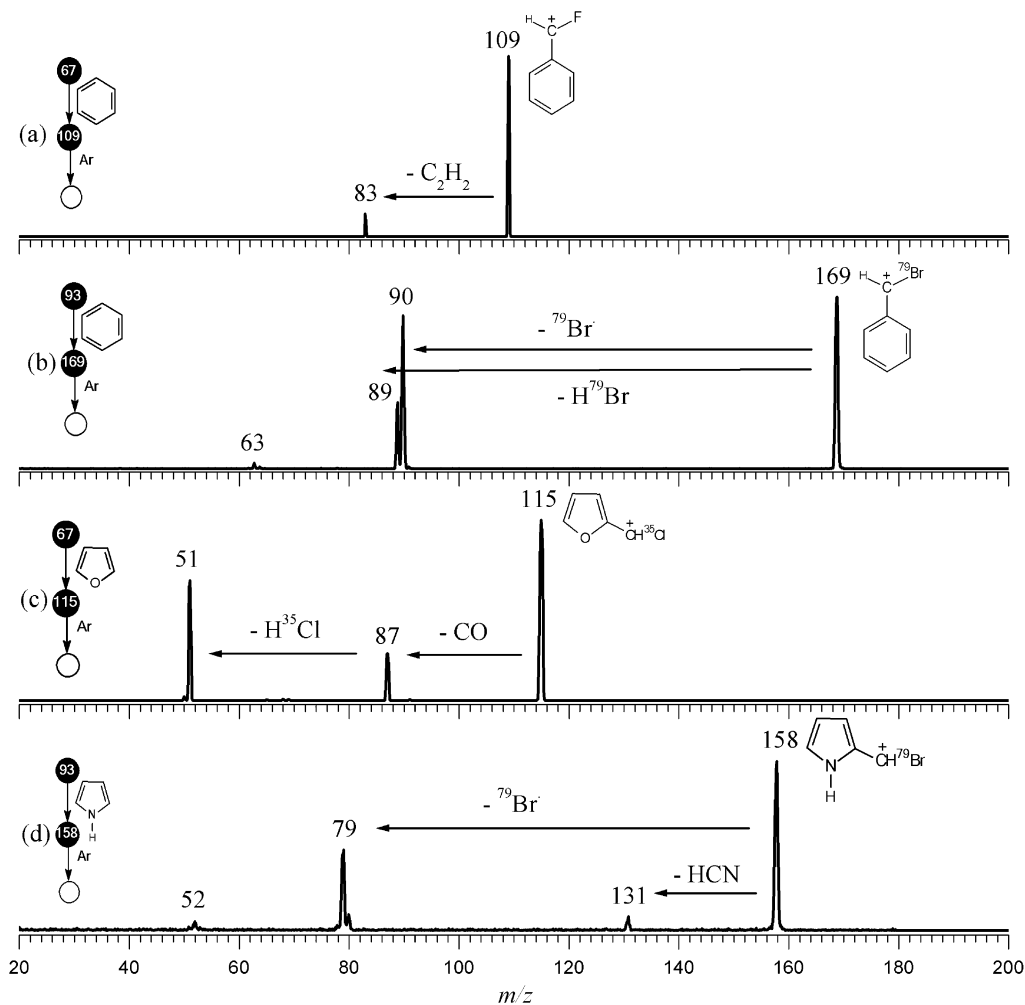 (a)
67
109
Ar
109
H
+
C
F
83
- C2H2
(b)
93
169
Ar
169
H
+
C
79Br
90
- 79Br·
89
- H79Br
63
(c)
67
O
115
Ar
115
O
+
CH35Cl
51
- H35Cl
87
- CO
(d)
93
N
H
158
Ar
158
N
H
+
CH79Br
- 79Br·
79
- HCN
131
52
20 40 60 80 100 120 140 160 180 200
m/z